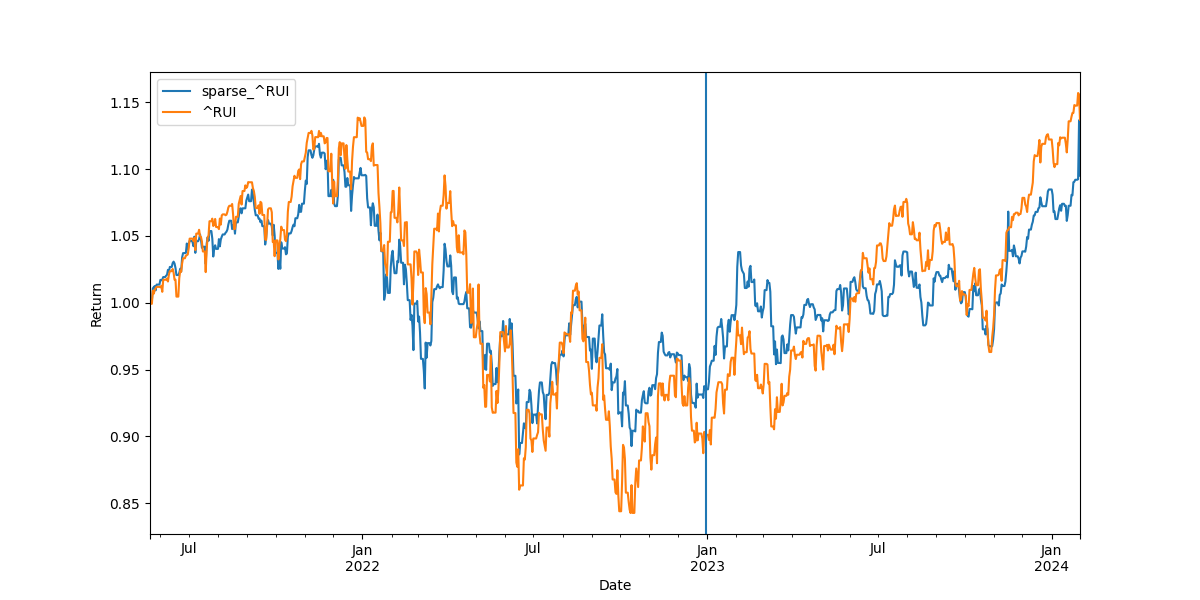 sparse_^RUI
^RUI
Return
1.15
1.10
1.05
1.00
0.95
0.90
0.85
Jul
Jan
2022
Jul
Jan
2023
Jul
Jan
2024
Date